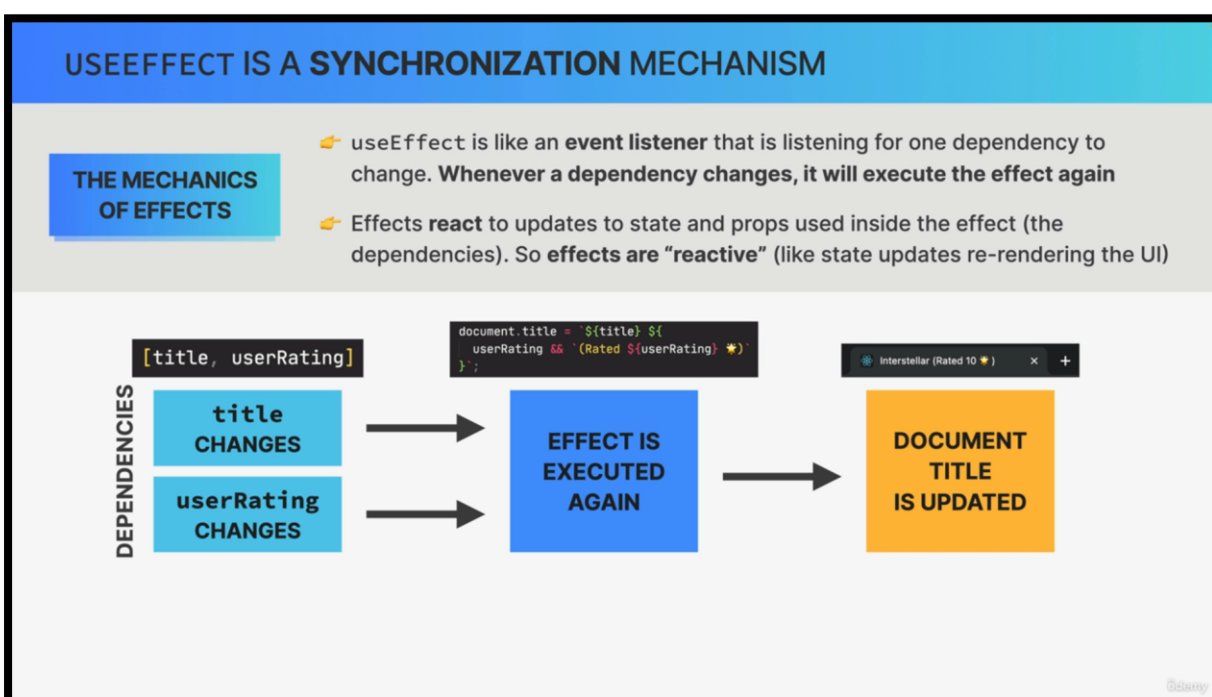 USEEFFECT IS A SYNCHRONIZATION MECHANISM
THE MECHANICS
OF EFFECTS
👉 useEffect is like an event listener that is listening for one dependency to
change. Whenever a dependency changes, it will execute the effect again
👉 Effects react to updates to state and props used inside the effect (the
dependencies). So effects are “reactive” (like state updates re-rendering the UI)
DEPENDENCIES
[title, userRating]
title
CHANGES
userRating
CHANGES
document.title = `${title} ${
userRating && `(Rated ${userRating} 🌟)`
}`;
EFFECT IS
EXECUTED
AGAIN
Interstellar (Rated 10 🌟 ) × +
DOCUMENT
TITLE
IS UPDATED
Udemy